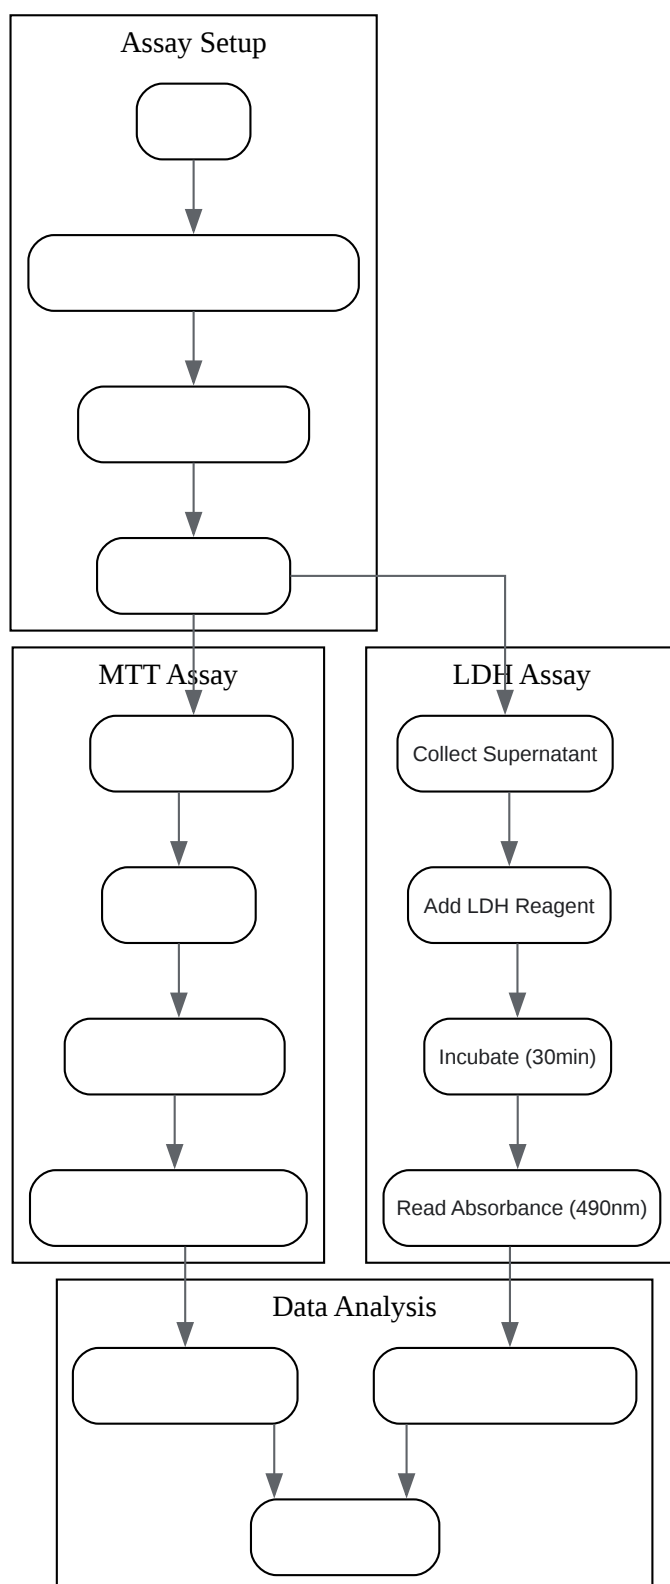 Assay Setup
MTT Assay
LDH Assay
Collect Supernatant
Add LDH Reagent
Incubate (30min)
Read Absorbance (490nm)
Data Analysis